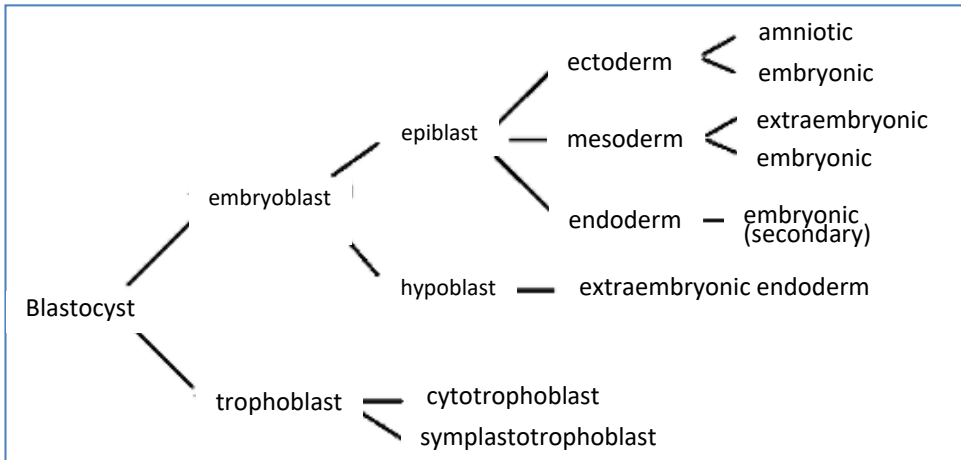 amniotic
ectoderm
embryonic
epiblast
extraembryonic
mesoderm
embryonic
embryoblast
endoderm
embryonic
(secondary)
hypoblast
extraembryonic endoderm
Blastocyst
trophoblast
cytotrophoblast
symplastotrophoblast